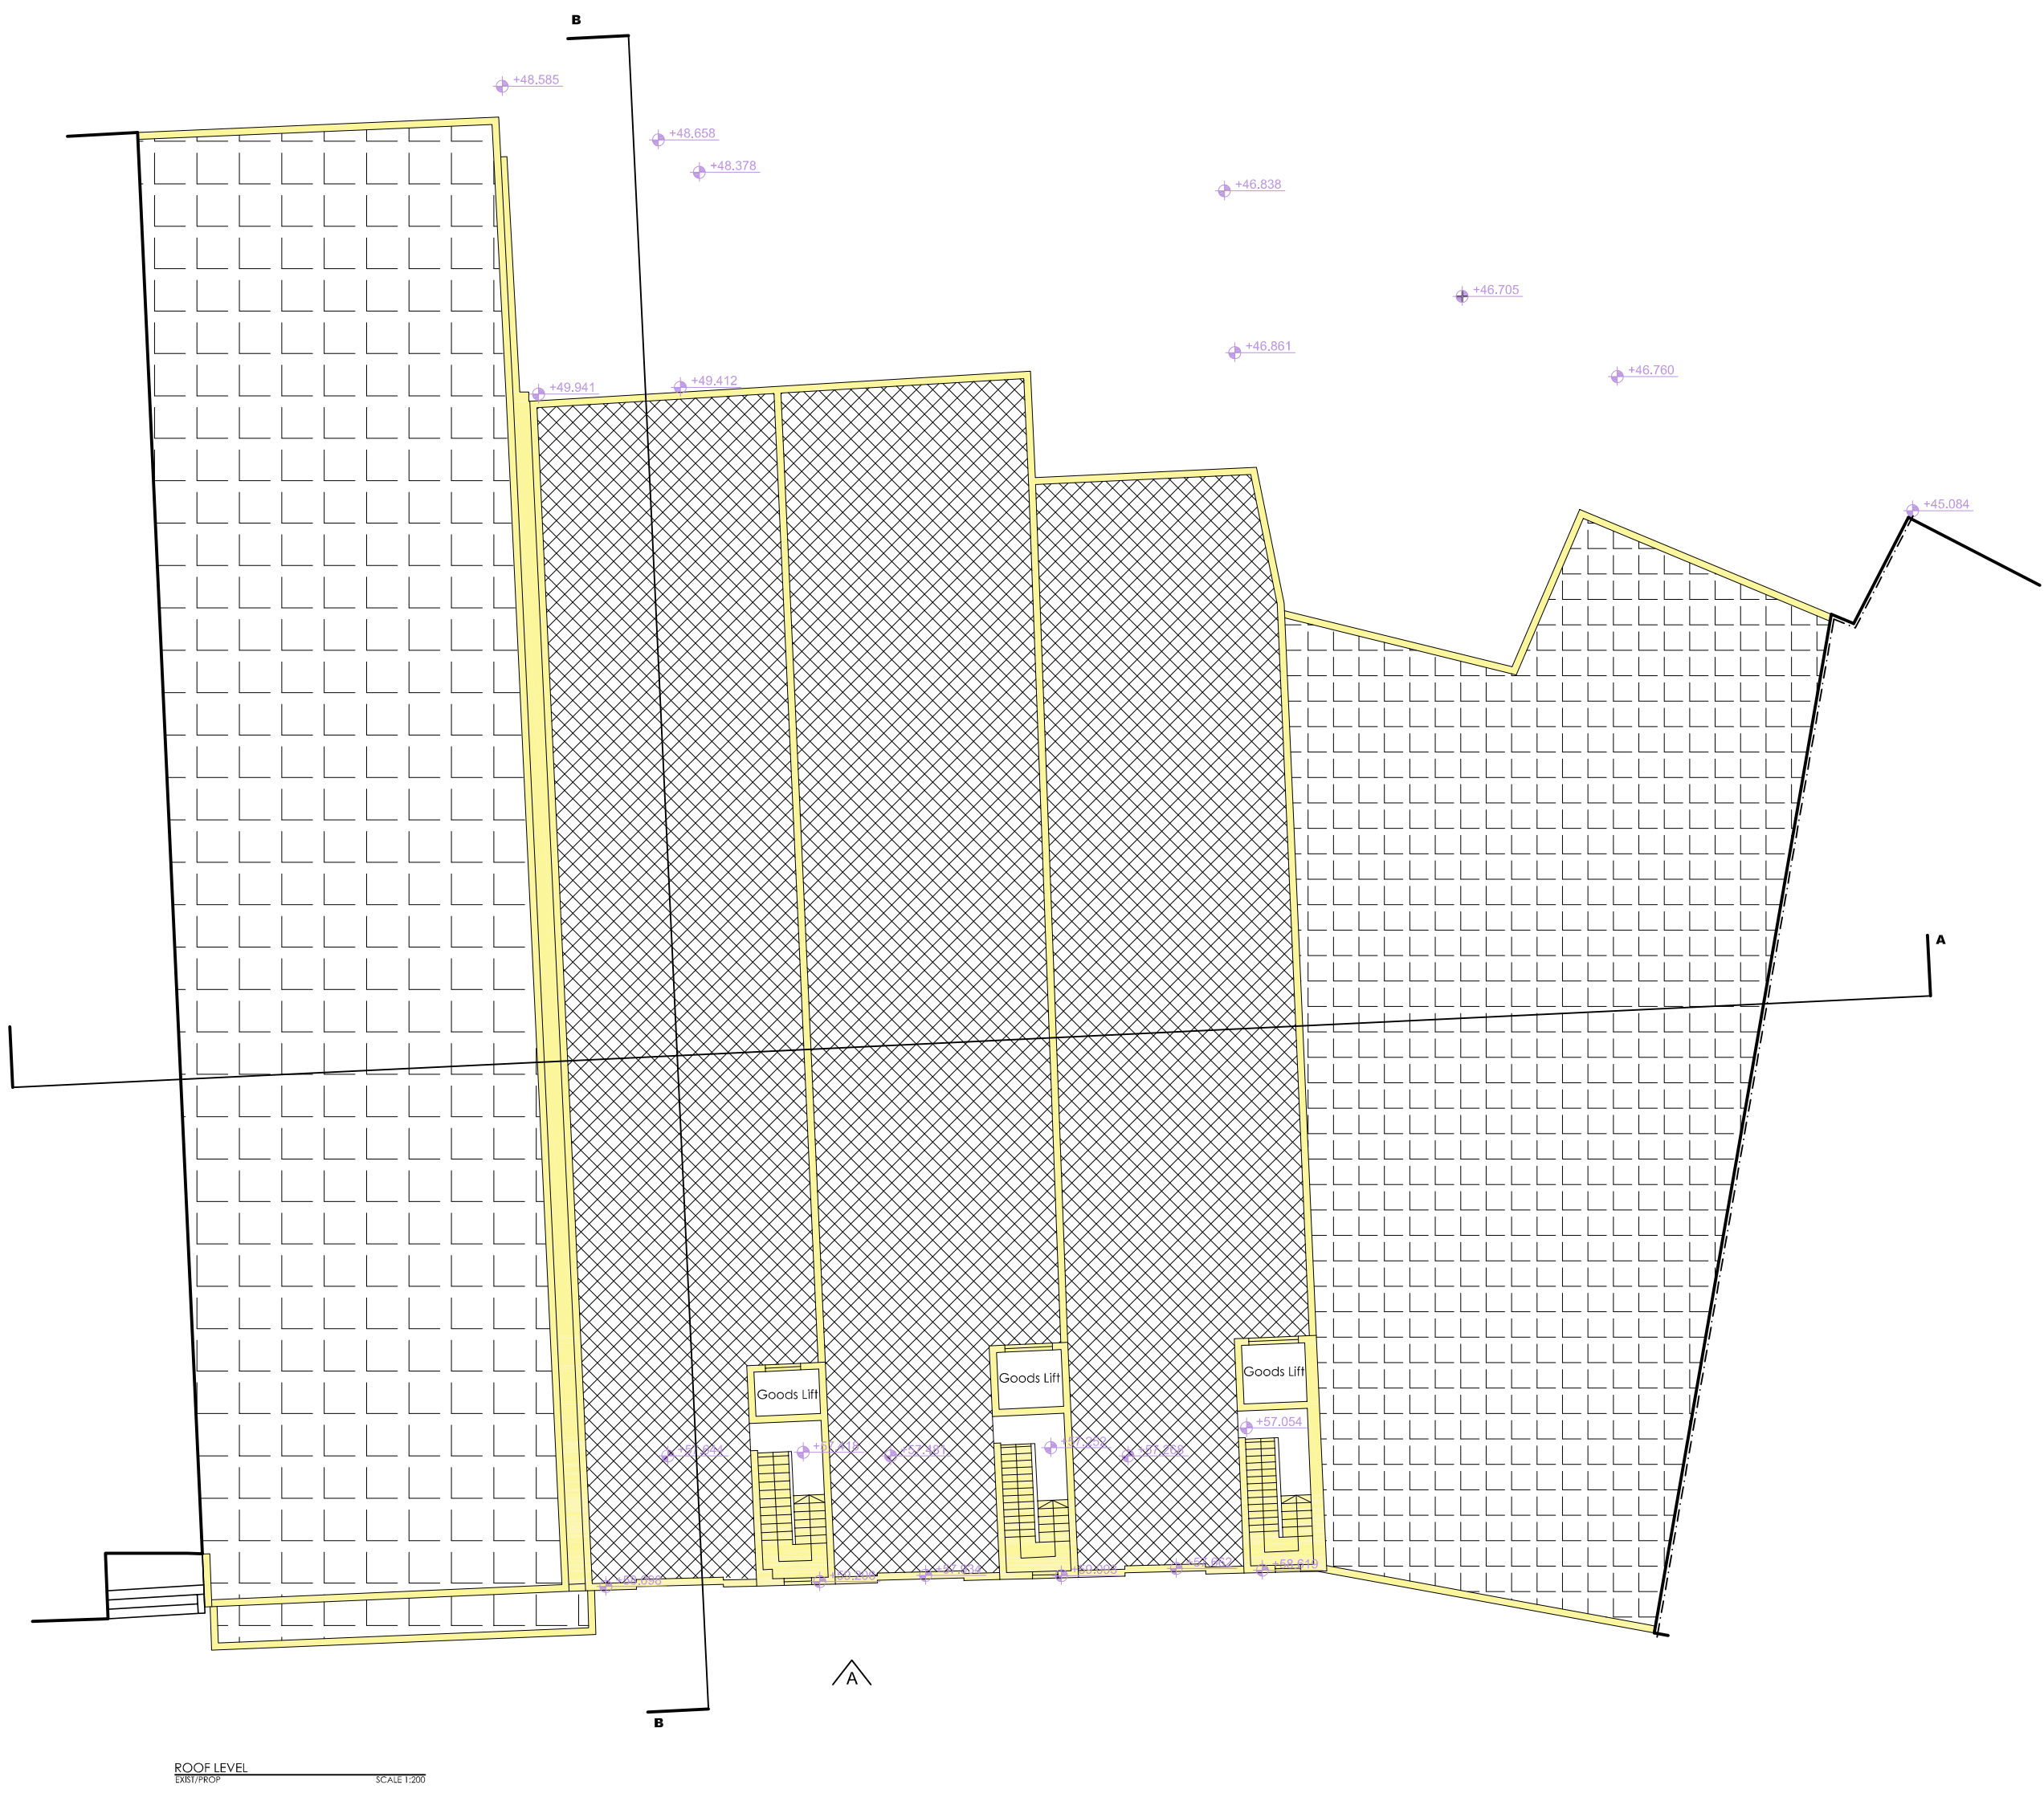 B
+48.585
+48.658
+48.378
+46.838
+46.705
+46.861
+46.760
+49.941
+49.412
+45.084
A
Goods Lift
Goods Lift
Goods Lift
+57.054
A
B
ROOF LEVEL
EXIST/PROP SCALE 1:200